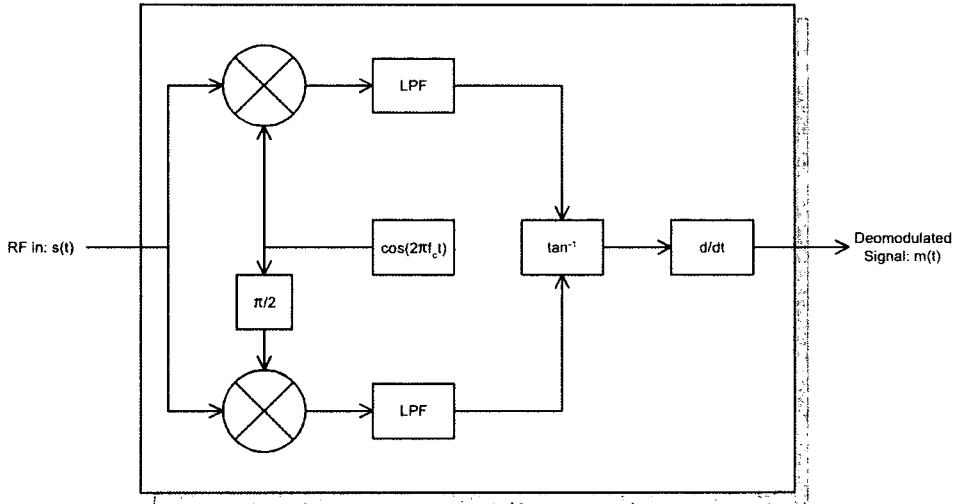 LPF
RF in: s(t)
cos(2πf_ct)
tan⁻¹
d/dt
Deomodulated
Signal: m(t)
π/2
LPF